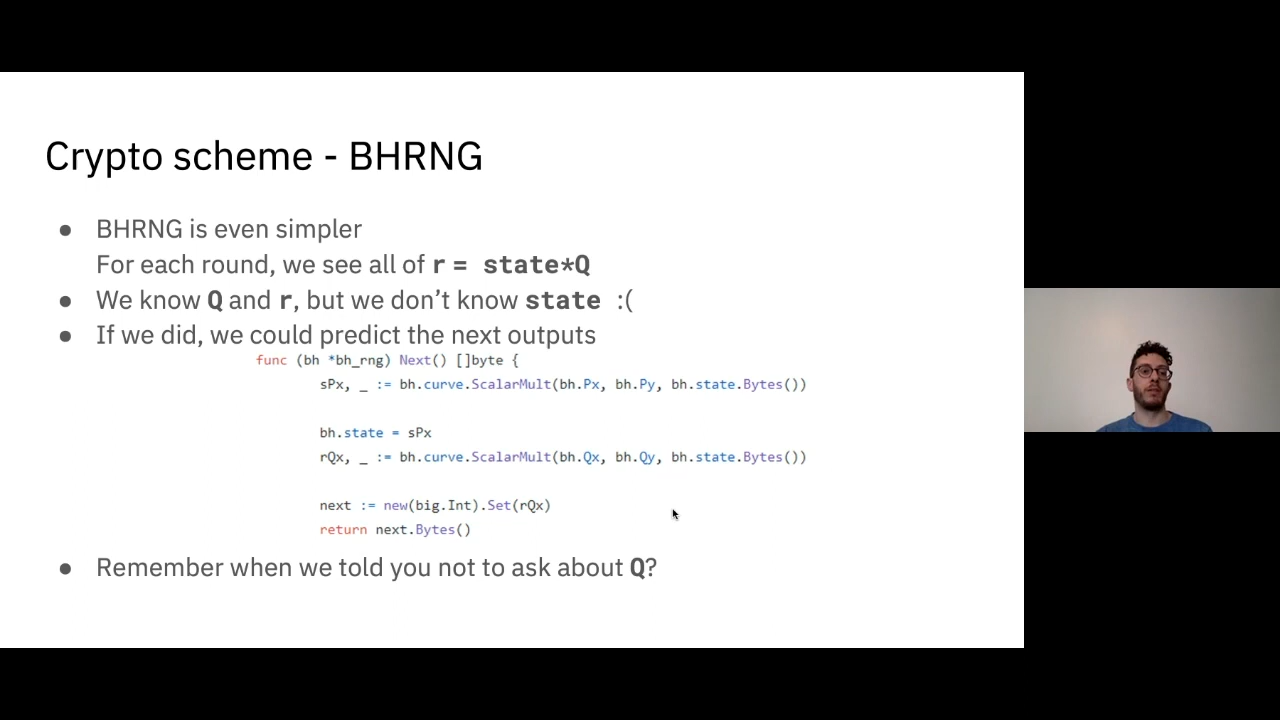 Crypto scheme - BHRNG
● BHRNG is even simpler
For each round, we see all of r = state*Q
● We know Q and r, but we don’t know state :(
● If we did, we could predict the next outputs
func (bh *bh_rng) Next() []byte {
sPx, _ := bh.curve.ScalarMult(bh.Px, bh.Py, bh.state.Bytes())
bh.state = sPx
rQx, _ := bh.curve.ScalarMult(bh.Qx, bh.Qy, bh.state.Bytes())
next := new(big.Int).Set(rQx)
return next.Bytes()
● Remember when we told you not to ask about Q?